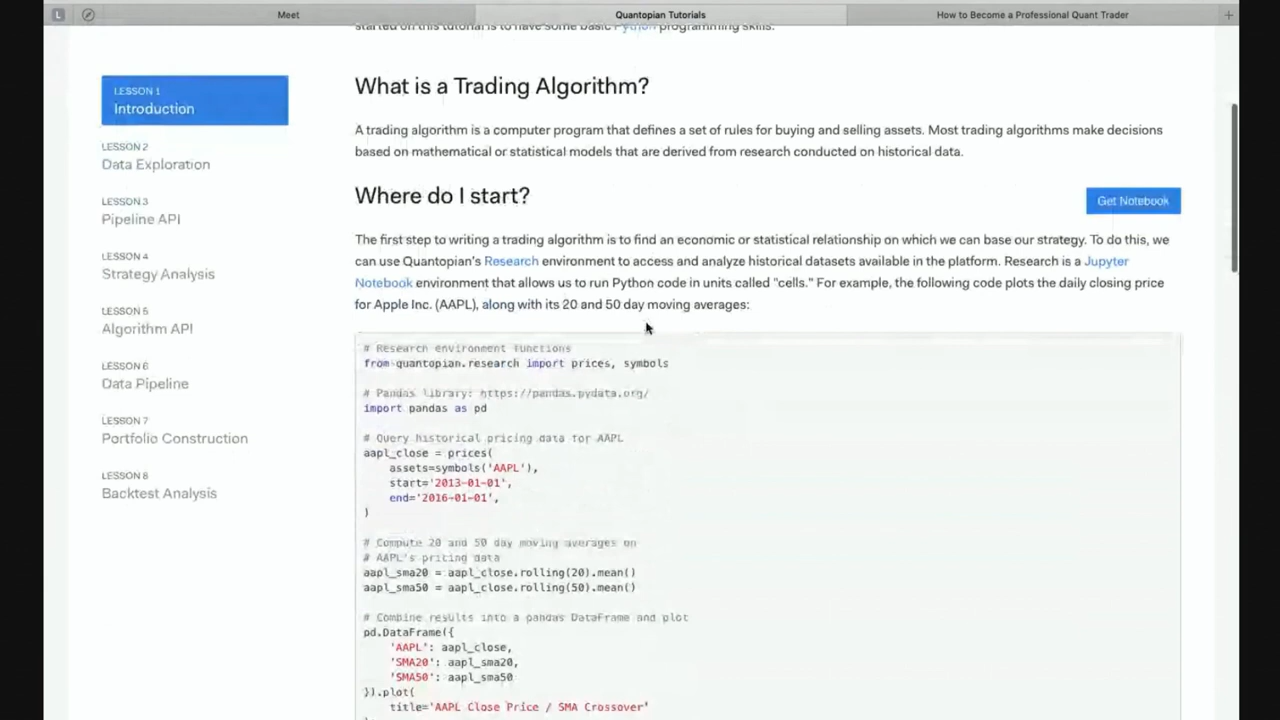 L
Meet
Quantopian Tutorials
How to Become a Professional Quant Trader
+
started on this tutorial is to have some basic Python programming skills.
LESSON 1
Introduction
LESSON 2
Data Exploration
LESSON 3
Pipeline API
LESSON 4
Strategy Analysis
LESSON 5
Algorithm API
LESSON 6
Data Pipeline
LESSON 7
Portfolio Construction
LESSON 8
Backtest Analysis
What is a Trading Algorithm?
A trading algorithm is a computer program that defines a set of rules for buying and selling assets. Most trading algorithms make decisions
based on mathematical or statistical models that are derived from research conducted on historical data.
Where do I start?
Get Notebook
The first step to writing a trading algorithm is to find an economic or statistical relationship on which we can base our strategy. To do this, we
can use Quantopian's Research environment to access and analyze historical datasets available in the platform. Research is a Jupyter
Notebook environment that allows us to run Python code in units called "cells." For example, the following code plots the daily closing price
for Apple Inc. (AAPL), along with its 20 and 50 day moving averages:
# Research environment functions
from quantopian.research import prices, symbols
# Pandas library: https://pandas.pydata.org/
import pandas as pd
# Query historical pricing data for AAPL
aapl_close = prices(
assets=symbols('AAPL'),
start='2013-01-01',
end='2016-01-01',
)
# Compute 20 and 50 day moving averages on
# AAPL's pricing data
aapl_sma20 = aapl_close.rolling(20).mean()
aapl_sma50 = aapl_close.rolling(50).mean()
# Combine results into a pandas DataFrame and plot
pd.DataFrame({
'AAPL': aapl_close,
'SMA20': aapl_sma20,
'SMA50': aapl_sma50
}).plot(
title='AAPL Close Price / SMA Crossover'